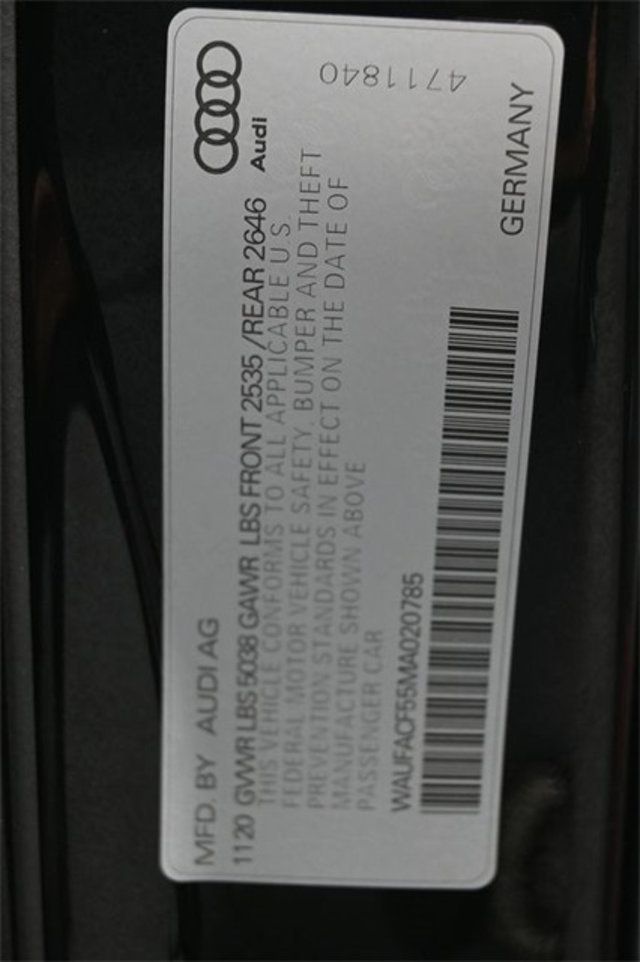 MFD. BY AUDI AG
Audi
1120 GVWR LBS 5038 GAWR LBS FRONT 2535 /REAR 2646
THIS VEHICLE CONFORMS TO ALL APPLICABLE U.S.
FEDERAL MOTOR VEHICLE SAFETY, BUMPER AND THEFT
PREVENTION STANDARDS IN EFFECT ON THE DATE OF
MANUFACTURE SHOWN ABOVE
PASSENGER CAR
4711840
WAUFACF55MA020785
GERMANY